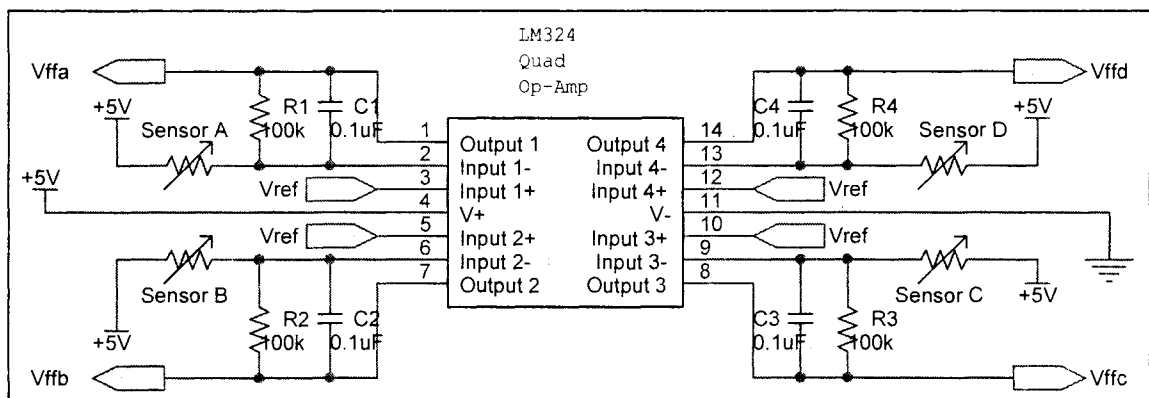 LM324
Quad
Op-Amp
Vffa
+5V
Sensor A
R1
100k
C1
0.1uF
1
2
3
4
5
6
7
Output 1
Input 1-
Input 1+
V+
Input 2+
Input 2-
Output 2
Output 4
Input 4-
Input 4+
V-
Input 3+
Input 3-
Output 3
14
13
12
11
10
9
8
C4
0.1uF
R4
100k
Sensor D
+5V
Vffd
+5V
Vref
Vref
Vref
Vref
Sensor B
+5V
R2
100k
C2
0.1uF
Vffb
C3
0.1uF
R3
100k
Sensor C
+5V
Vffc